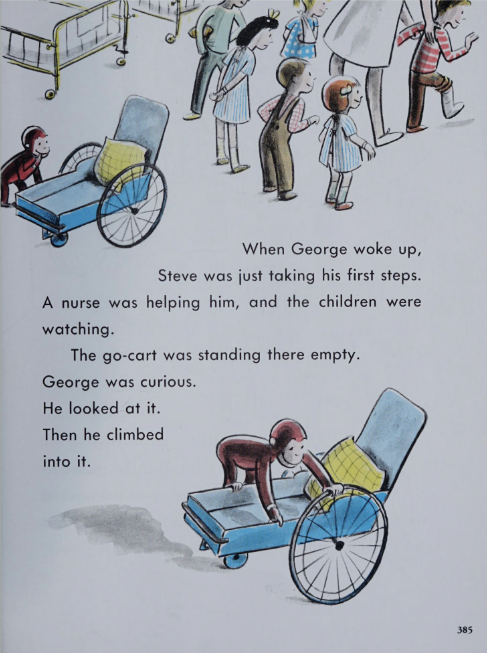 When George woke up,
Steve was just taking his first steps.
A nurse was helping him, and the children were
watching.
The go-cart was standing there empty.
George was curious.
He looked at it.
Then he climbed
into it.
385